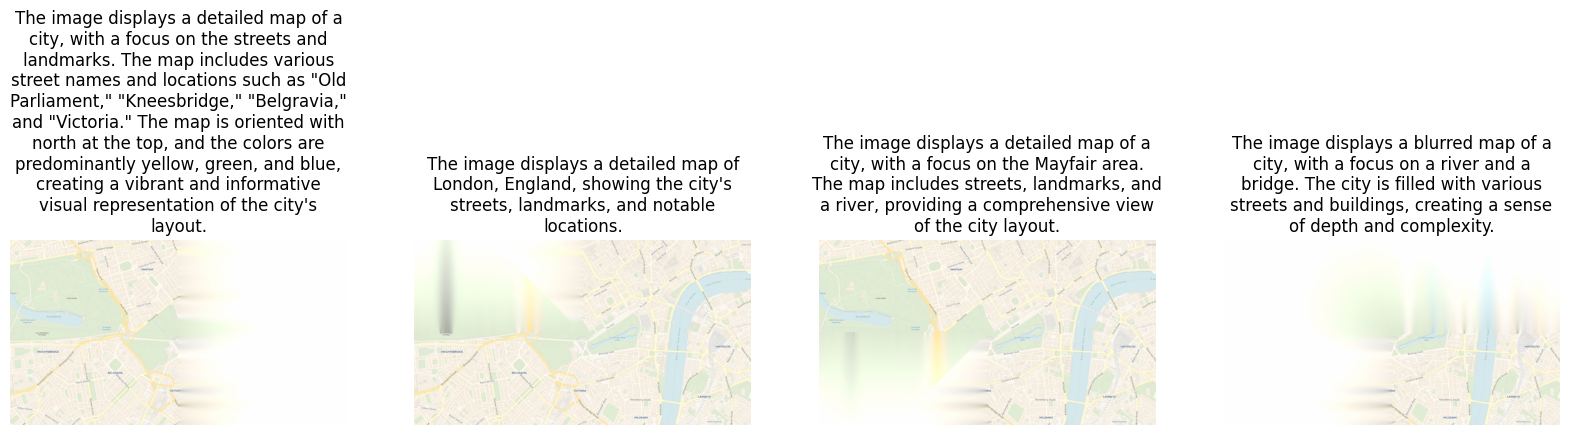 The image displays a detailed map of a
city, with a focus on the streets and
landmarks. The map includes various
street names and locations such as "Old
Parliament," "Kneesbridge," "Belgravia,"
and "Victoria." The map is oriented with
north at the top, and the colors are
predominantly yellow, green, and blue,
creating a vibrant and informative
visual representation of the city's
layout.
The image displays a detailed map of
London, England, showing the city's
streets, landmarks, and notable
locations.
The image displays a detailed map of a
city, with a focus on the Mayfair area.
The map includes streets, landmarks, and
a river, providing a comprehensive view
of the city layout.
The image displays a blurred map of a
city, with a focus on a river and a
bridge. The city is filled with various
streets and buildings, creating a sense
of depth and complexity.